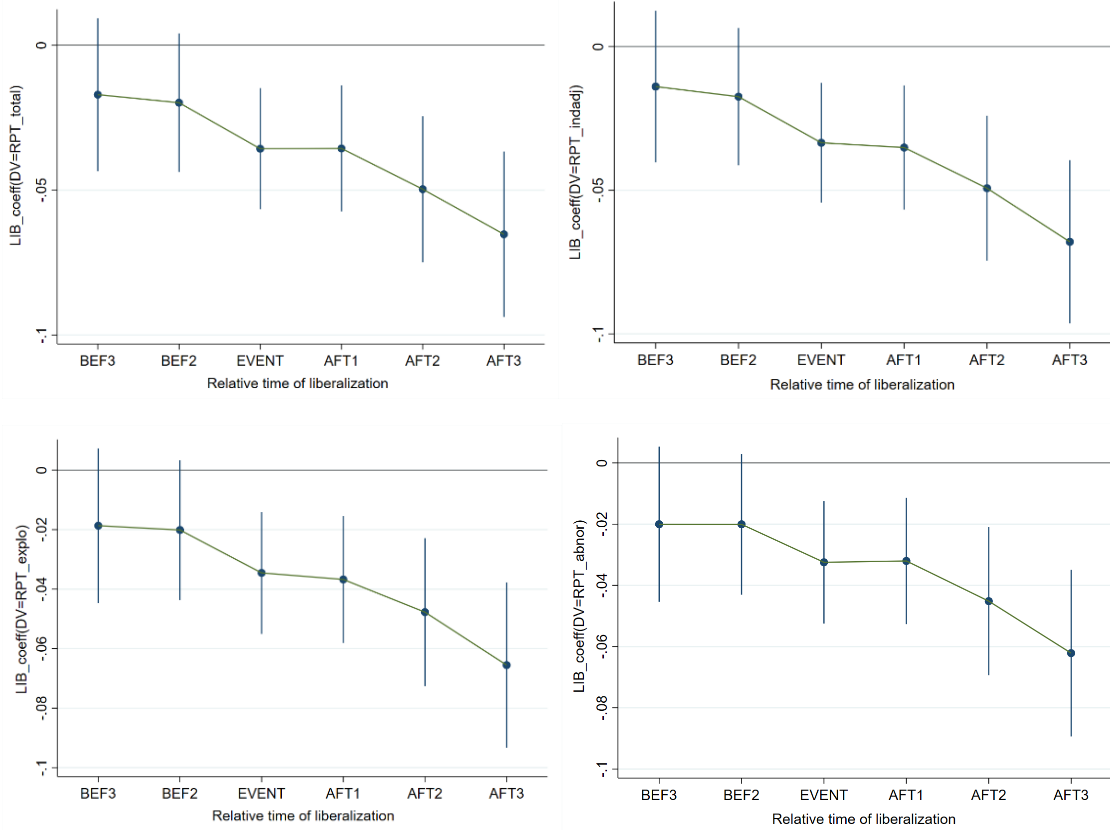 LIB_coeff(DV=RPT_total)
0
-.05
-.1
BEF3 BEF2 EVENT AFT1 AFT2 AFT3
Relative time of liberalization
LIB_coeff(DV=RPT_indadj)
0
-.05
-.1
BEF3 BEF2 EVENT AFT1 AFT2 AFT3
Relative time of liberalization
LIB_coeff(DV=RPT_explo)
0
-.02
-.04
-.06
-.08
-.1
BEF3 BEF2 EVENT AFT1 AFT2 AFT3
Relative time of liberalization
LIB_coeff(DV=RPT_abnor)
0
-.02
-.04
-.06
-.08
-.1
BEF3 BEF2 EVENT AFT1 AFT2 AFT3
Relative time of liberalization